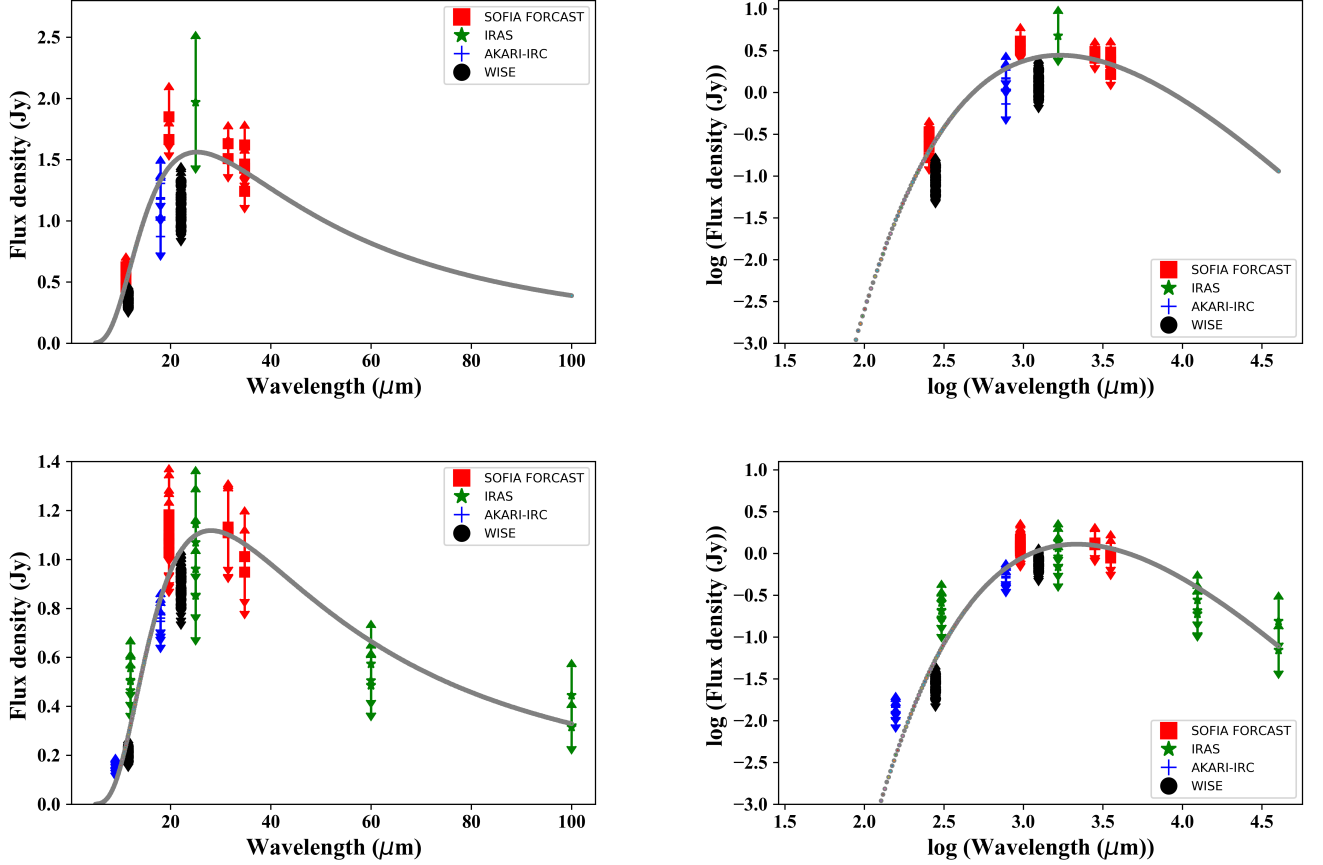 Flux density (Jy)
2.5
2.0
1.5
1.0
0.5
0.0
20 40 60 80 100
Wavelength (μm)
SOFIA FORCAST
IRAS
AKARI-IRC
WISE
log (Flux density (Jy))
1.0
0.5
0.0
−0.5
−1.0
−1.5
−2.0
−2.5
−3.0
1.5 2.0 2.5 3.0 3.5 4.0 4.5
log (Wavelength (μm))
SOFIA FORCAST
IRAS
AKARI-IRC
WISE
Flux density (Jy)
1.4
1.2
1.0
0.8
0.6
0.4
0.2
0.0
20 40 60 80 100
Wavelength (μm)
SOFIA FORCAST
IRAS
AKARI-IRC
WISE
log (Flux density (Jy))
1.0
0.5
0.0
−0.5
−1.0
−1.5
−2.0
−2.5
−3.0
1.5 2.0 2.5 3.0 3.5 4.0 4.5
log (Wavelength (μm))
SOFIA FORCAST
IRAS
AKARI-IRC
WISE